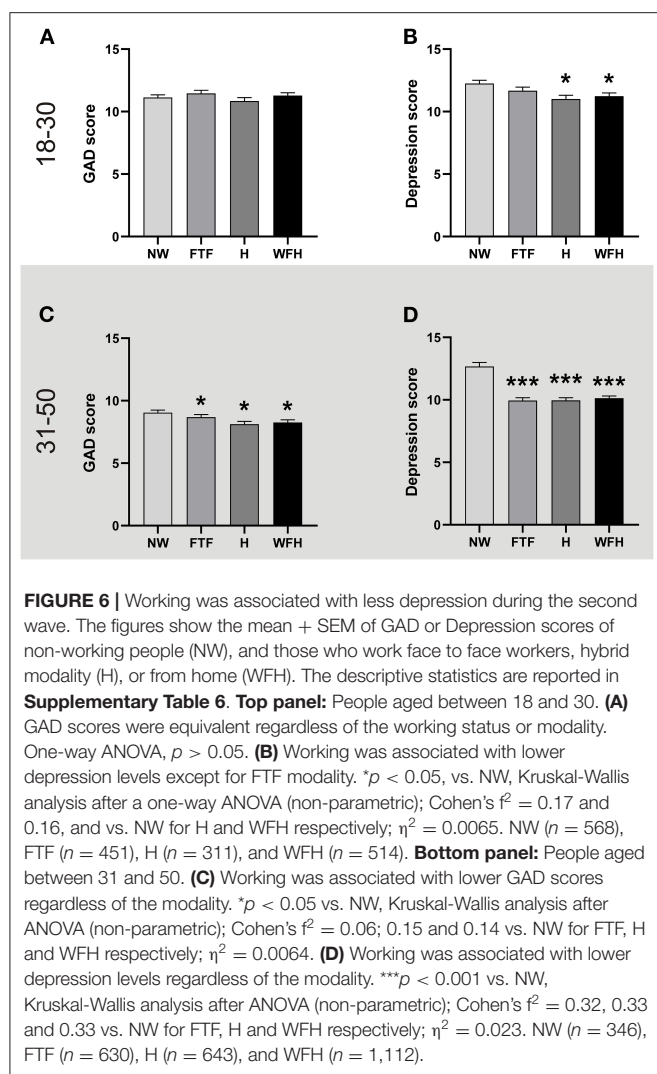 A
B
18-30
GAD score
15
10
5
0
NW FTF H WFH
Depression score
15
10
5
0
* *
NW FTF H WFH
C
D
31-50
GAD score
15
10
5
0
* * *
NW FTF H WFH
Depression score
15
10
5
0
*** *** ***
NW FTF H WFH
FIGURE 6 | Working was associated with less depression during the second
wave. The figures show the mean + SEM of GAD or Depression scores of
non-working people (NW), and those who work face to face workers, hybrid
modality (H), or from home (WFH). The descriptive statistics are reported in
Supplementary Table 6. Top panel: People aged between 18 and 30. (A)
GAD scores were equivalent regardless of the working status or modality.
One-way ANOVA, p > 0.05. (B) Working was associated with lower
depression levels except for FTF modality. *p < 0.05, vs. NW, Kruskal-Wallis
analysis after a one-way ANOVA (non-parametric); Cohen's f² = 0.17 and
0.16, and vs. NW for H and WFH respectively; η² = 0.0065. NW (n = 568),
FTF (n = 451), H (n = 311), and WFH (n = 514). Bottom panel: People aged
between 31 and 50. (C) Working was associated with lower GAD scores
regardless of the modality. *p < 0.05 vs. NW, Kruskal-Wallis analysis after
ANOVA (non-parametric); Cohen's f² = 0.06; 0.15 and 0.14 vs. NW for FTF, H
and WFH respectively; η² = 0.0064. (D) Working was associated with lower
depression levels regardless of the modality. ***p < 0.001 vs. NW,
Kruskal-Wallis analysis after ANOVA (non-parametric); Cohen's f² = 0.32, 0.33
and 0.33 vs. NW for FTF, H and WFH respectively; η² = 0.023. NW (n = 346),
FTF (n = 630), H (n = 643), and WFH (n = 1,112).